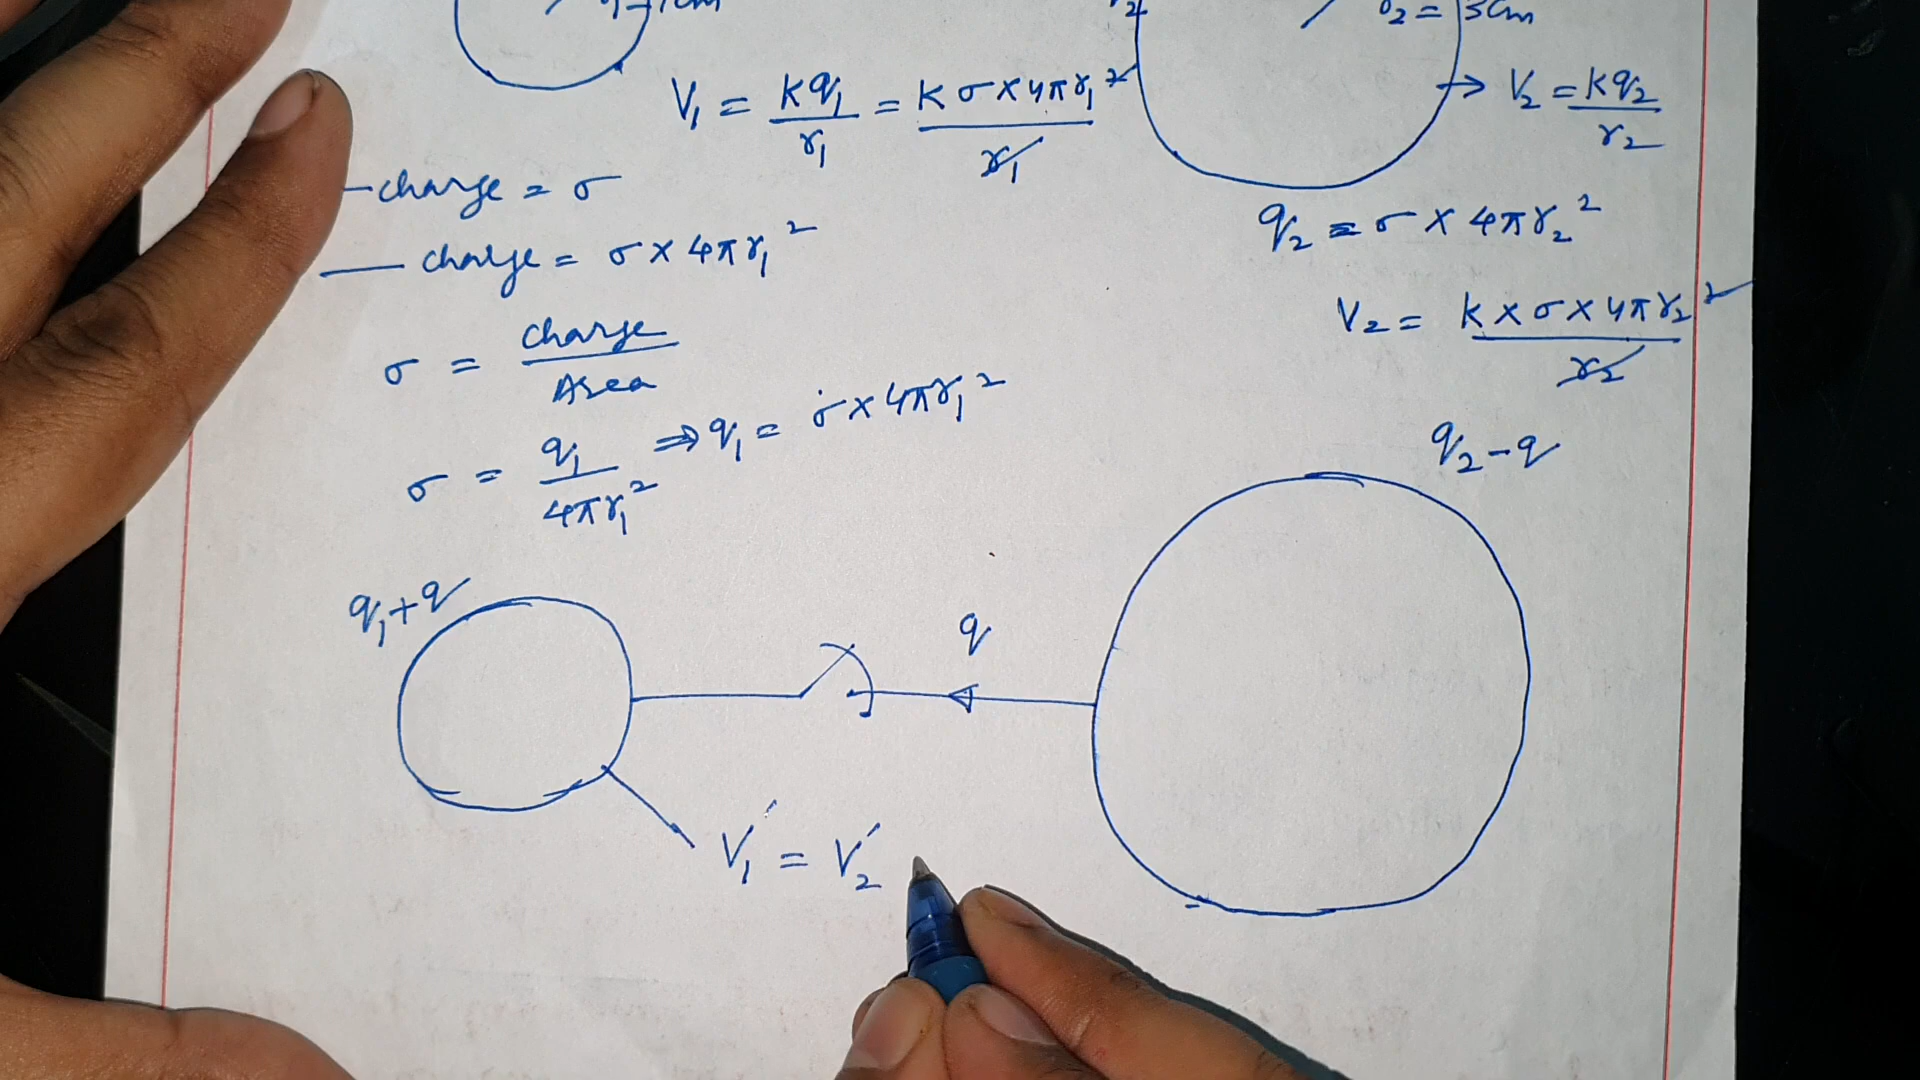 r₂ = 3cm
V₁ = kq₁/r₁ = kσ×4πr₁²/r₁
→ V₂ = kq₂/r₂
—charge = σ
q₂ = σ × 4πr₂²
— charge = σ×4πr₁²
V₂ = k×σ×4πr₂²/r₂
σ = charge/Area
σ = q₁/4πr₁² ⇒ q₁ = σ×4πr₁²
q₂-q
q₁+q
q
V₁′ = V₂′